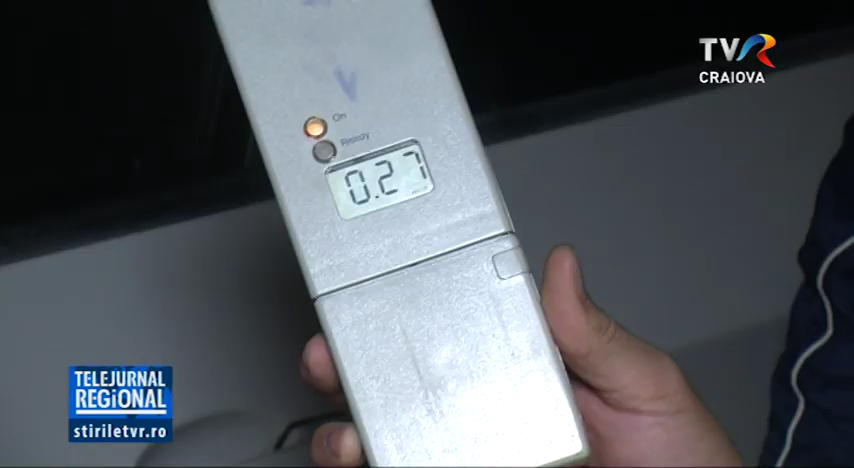 TVR
CRAIOVA
On
Ready
0.27
TELEJURNAL
REGIONAL
stiriletvr.ro